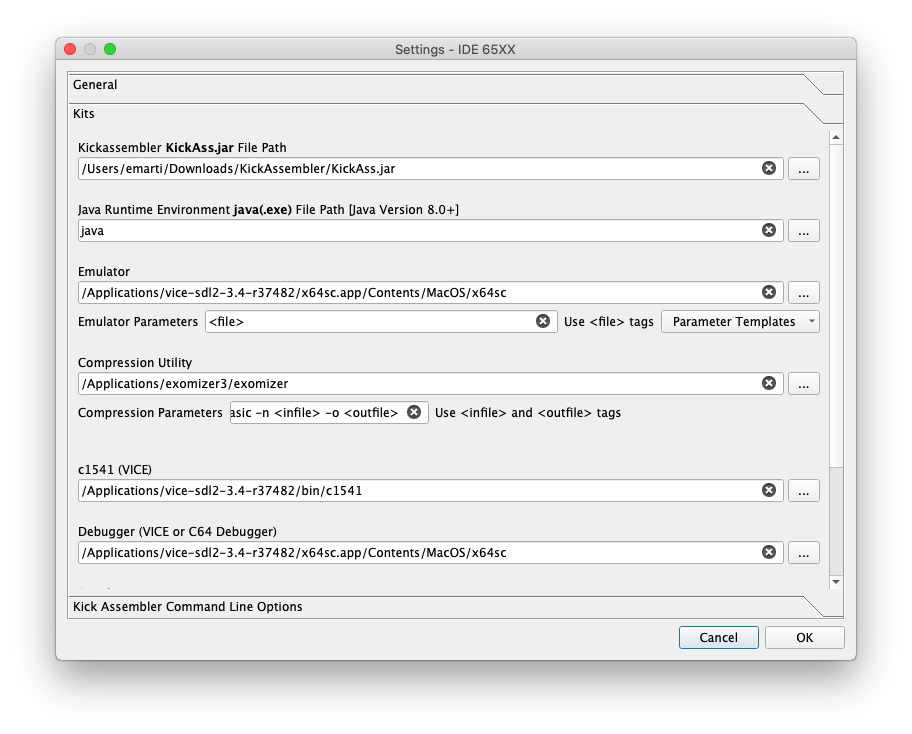 Settings - IDE 65XX
General
Kits
Kickassembler KickAss.jar File Path
/Users/emarti/Downloads/KickAssembler/KickAss.jar
...
Java Runtime Environment java(.exe) File Path [Java Version 8.0+]
java
...
Emulator
/Applications/vice-sdl2-3.4-r37482/x64sc.app/Contents/MacOS/x64sc
...
Emulator Parameters <file> Use <file> tags Parameter Templates
Compression Utility
/Applications/exomizer3/exomizer
...
Compression Parameters asic -n <infile> -o <outfile> Use <infile> and <outfile> tags
c1541 (VICE)
/Applications/vice-sdl2-3.4-r37482/bin/c1541
...
Debugger (VICE or C64 Debugger)
/Applications/vice-sdl2-3.4-r37482/x64sc.app/Contents/MacOS/x64sc
...
Kick Assembler Command Line Options
Cancel OK